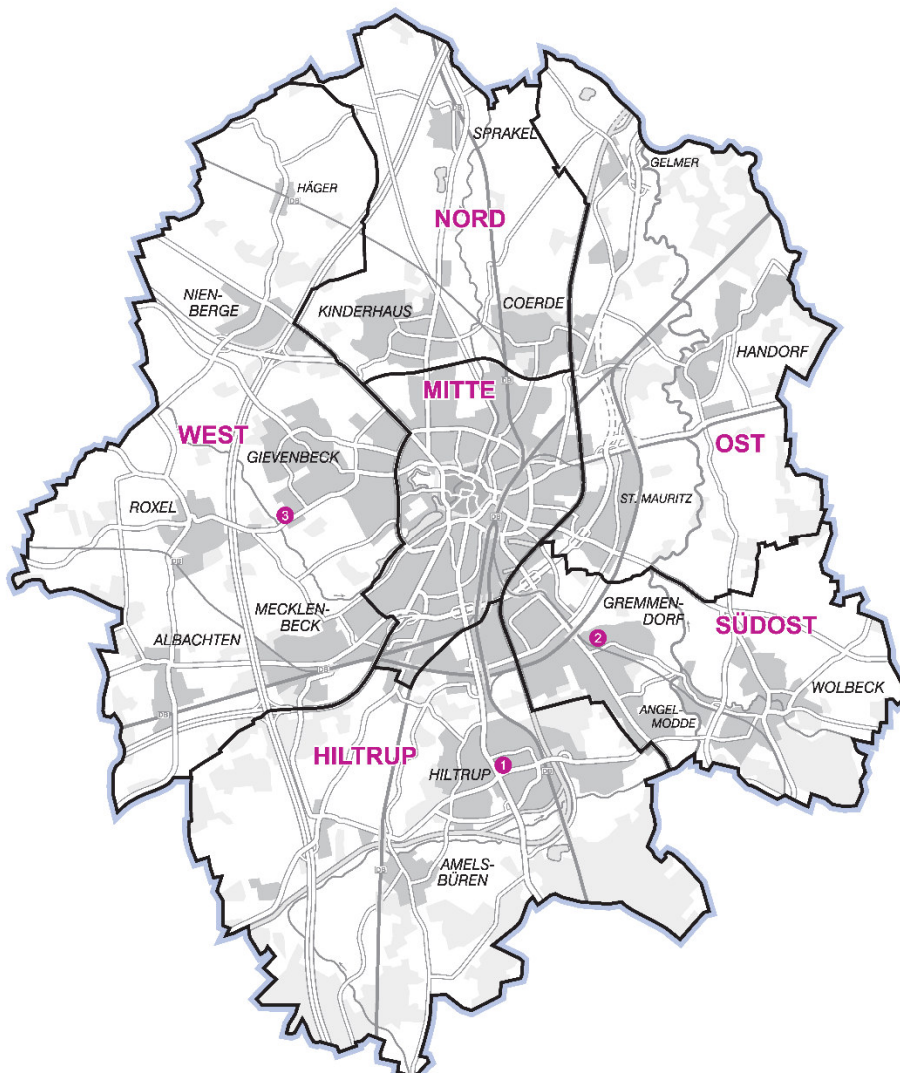 SPRAKEL
GELMER
HÄGER
NORD
NIEN-
BERGE
KINDERHAUS
COERDE
HANDORF
MITTE
WEST
GIEVENBECK
OST
ROXEL
ST. MAURITZ
3
MECKLEN-
BECK
GREMMEN-
DORF
SÜDOST
ALBACHTEN
2
WOLBECK
ANGEL-
MODDE
HILTRUP
HILTRUP
1
AMELS-
BÜREN